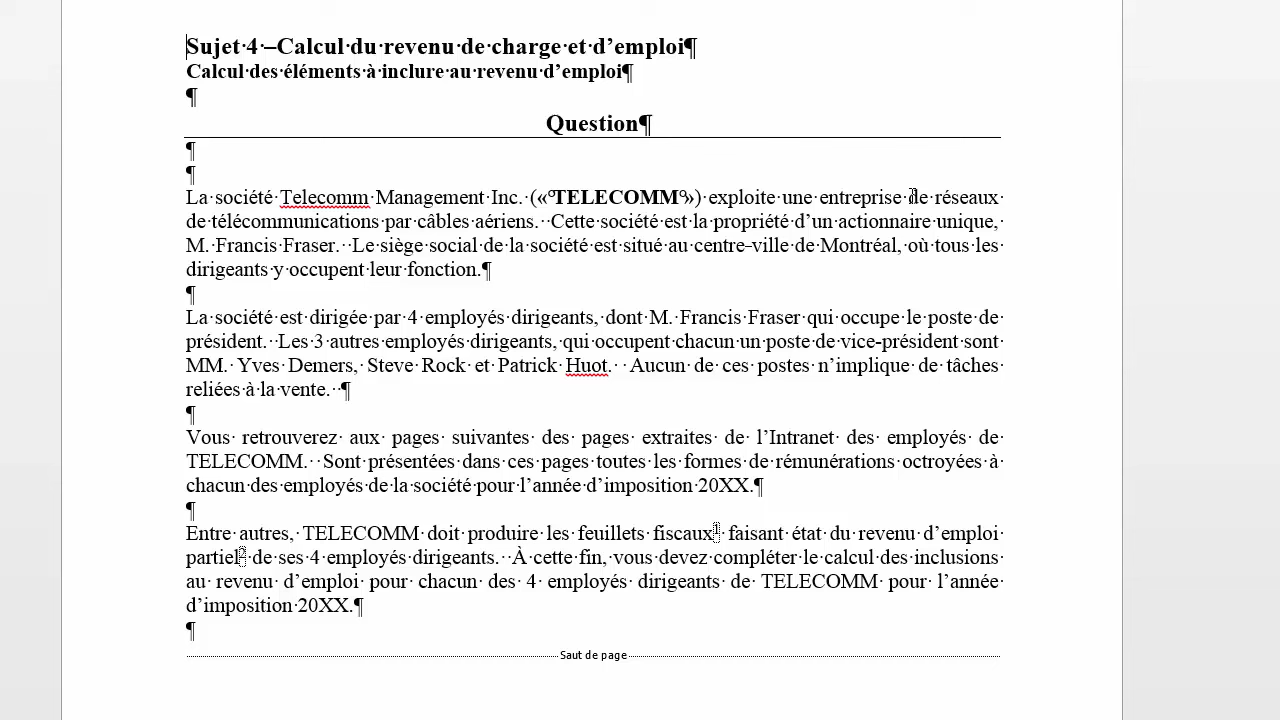 Sujet 4 –Calcul du revenu de charge et d’emploi¶
Calcul des éléments à inclure au revenu d’emploi¶
¶
Question¶
¶
¶
La société Telecomm Management Inc. (« TELECOMM ») exploite une entreprise de réseaux
de télécommunications par câbles aériens. Cette société est la propriété d’un actionnaire unique,
M. Francis Fraser. Le siège social de la société est situé au centre-ville de Montréal, où tous les
dirigeants y occupent leur fonction.¶
¶
La société est dirigée par 4 employés dirigeants, dont M. Francis Fraser qui occupe le poste de
président. Les 3 autres employés dirigeants, qui occupent chacun un poste de vice-président sont
MM. Yves Demers, Steve Rock et Patrick Huot. Aucun de ces postes n’implique de tâches
reliées à la vente. ¶
¶
Vous retrouverez aux pages suivantes des pages extraites de l’Intranet des employés de
TELECOMM. Sont présentées dans ces pages toutes les formes de rémunérations octroyées à
chacun des employés de la société pour l’année d’imposition 20XX.¶
¶
Entre autres, TELECOMM doit produire les feuillets fiscaux1 faisant état du revenu d’emploi
partiel2 de ses 4 employés dirigeants. À cette fin, vous devez compléter le calcul des inclusions
au revenu d’emploi pour chacun des 4 employés dirigeants de TELECOMM pour l’année
d’imposition 20XX.¶
¶
Saut de page